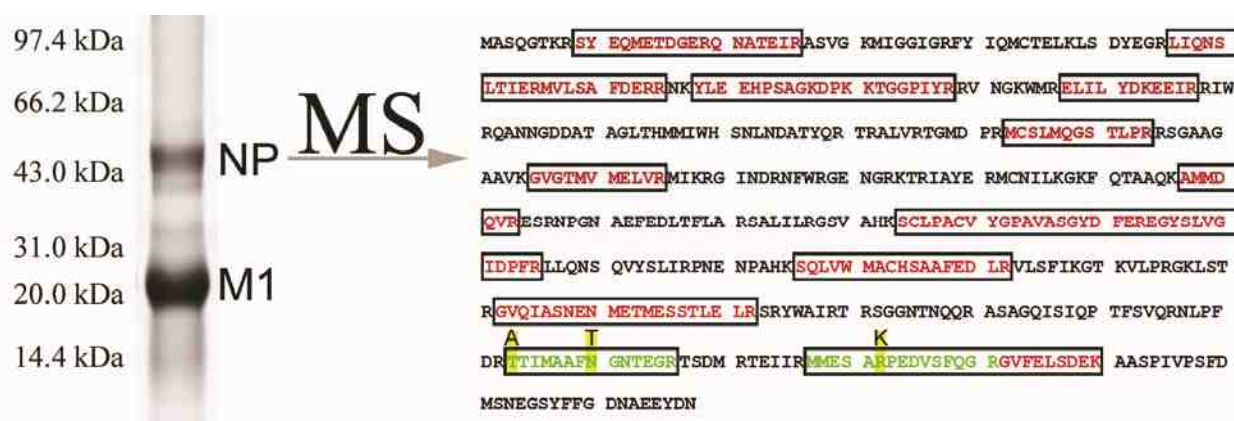 97.4 kDa
66.2 kDa
43.0 kDa
31.0 kDa
20.0 kDa
14.4 kDa
NP
M1
MS
MASQGTKRSY EQMETDGERQ NATEIRASVG KMIGGIGRFY IQMCTELKLS DYEGRLIQNS
LTIERMVLSA FDERRNKYLE EHPSAGKDPK KTGGPIYRRV NGKWMRELIL YDKEEIRRIW
RQANNGDDAT AGLTHMMIWH SNLNDATYQR TRALVRTGMD PRMCSLMQGS TLPRRSGAAG
AAVKGVGTMV MELVRMIKRG INDRNFWRGE NGRKTRIAYE RMCNILKGKF QTAAQKAMMD
QVRESRNPGN AEFEDLTFLA RSALILRGSV AHKSCLPACV YGPAVASGYD FEREGYSLVG
IDPFRLLQNS QVYSLIRPNE NPAHKSQLVW MACHSAAFED LRVLSFIKGT KVLPRGKLST
RGVQIASNEN METMESSTLE LRSRYWAIRT RSGGNTNQQR ASAGQISIQP TFSVQRNLPF
A T K
DRTTIMAAFN GNTEGRTSDM RTEIIRMMES ARPEDVSFQG RGVFELSDEK AASPIVPSFD
MSNEGSYFFG DNAEEYDN